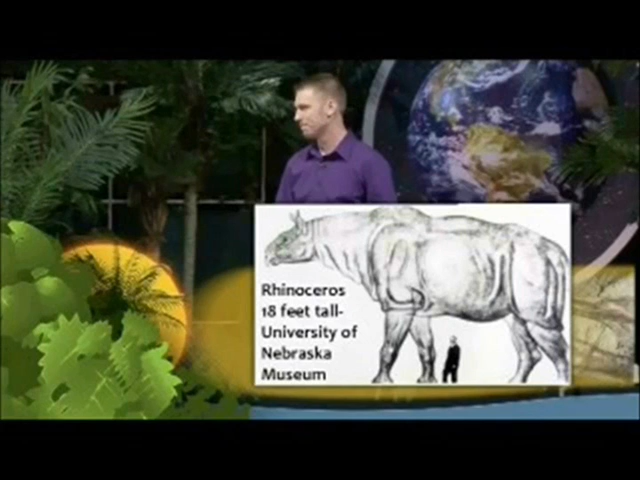 Rhinoceros
18 feet tall-
University of
Nebraska
Museum